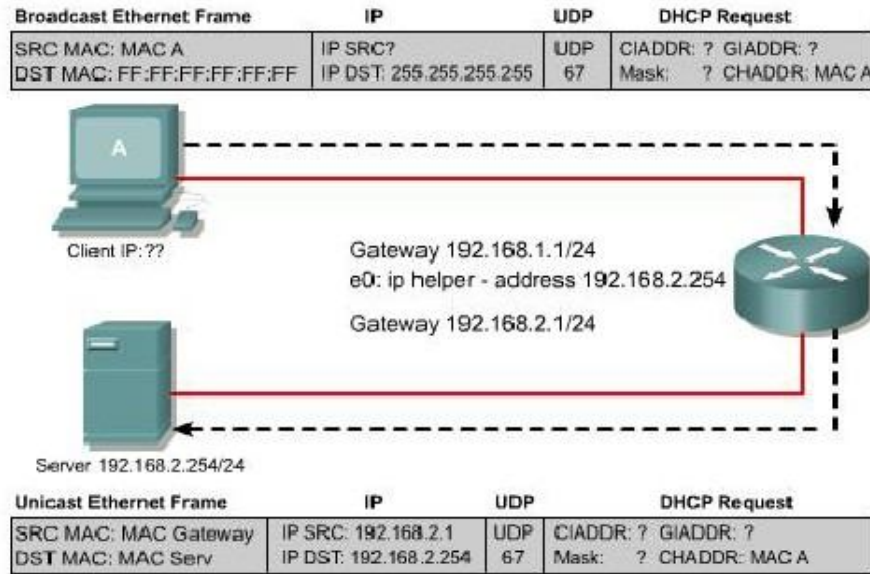 Broadcast Ethernet Frame IP UDP DHCP Request
SRC MAC: MAC A IP SRC? UDP CIADDR: ? GIADDR: ?
DST MAC: FF:FF:FF:FF:FF:FF IP DST: 255.255.255.255 67 Mask: ? CHADDR: MAC A
A
Client IP:??
Gateway 192.168.1.1/24
e0: ip helper - address 192.168.2.254
Gateway 192.168.2.1/24
Server 192.168.2.254/24
Unicast Ethernet Frame IP UDP DHCP Request
SRC MAC: MAC Gateway IP SRC: 192.168.2.1 UDP CIADDR: ? GIADDR: ?
DST MAC: MAC Serv IP DST: 192.168.2.254 67 Mask: ? CHADDR: MAC A